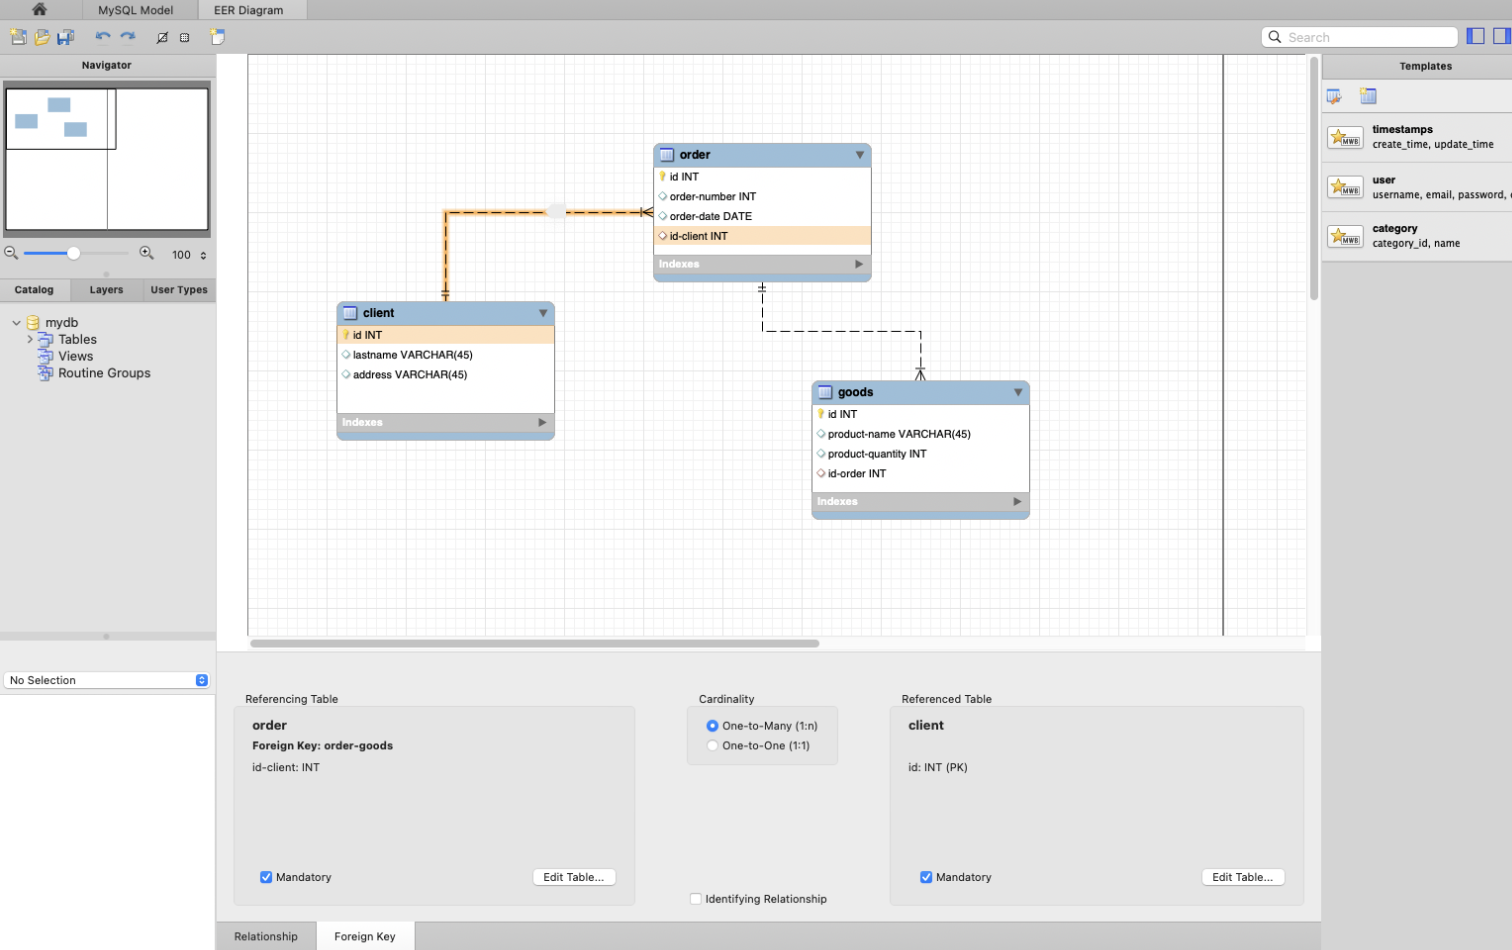 MySQL Model
EER Diagram
Search
Navigator
100
Catalog
Layers
User Types
mydb
Tables
Views
Routine Groups
No Selection
order
id INT
order-number INT
order-date DATE
id-client INT
Indexes
client
id INT
lastname VARCHAR(45)
address VARCHAR(45)
Indexes
goods
id INT
product-name VARCHAR(45)
product-quantity INT
id-order INT
Indexes
Templates
MWB
timestamps
create_time, update_time
MWB
user
username, email, password,
MWB
category
category_id, name
Referencing Table
order
Foreign Key: order-goods
id-client: INT
Mandatory
Edit Table...
Cardinality
One-to-Many (1:n)
One-to-One (1:1)
Identifying Relationship
Referenced Table
client
id: INT (PK)
Mandatory
Edit Table...
Relationship
Foreign Key